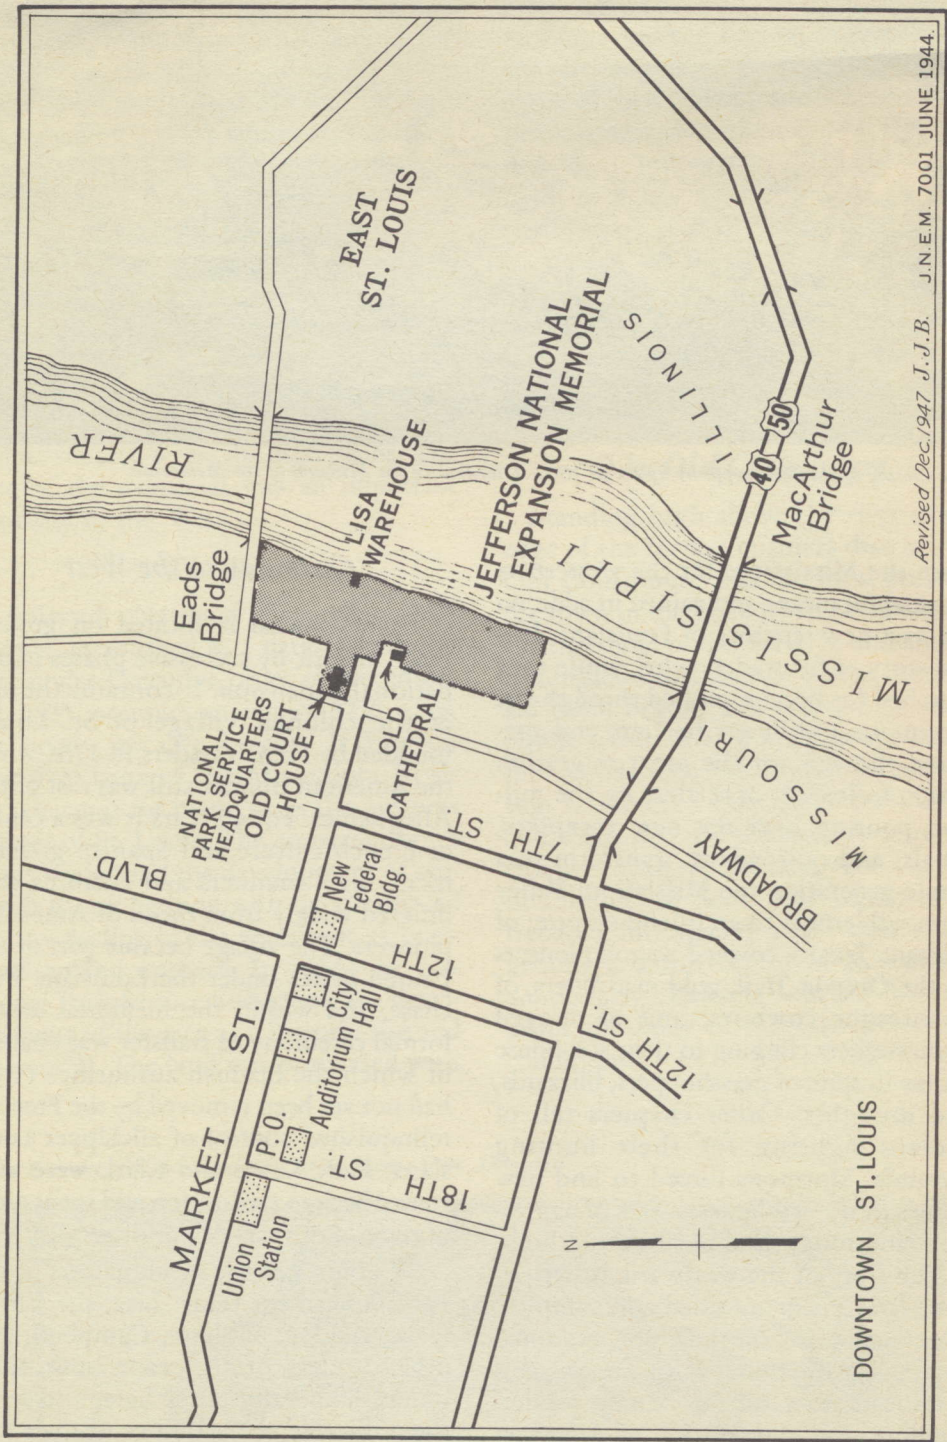 RIVER
EAST
ST. LOUIS
Eads
Bridge
LISA
WAREHOUSE
JEFFERSON NATIONAL
EXPANSION MEMORIAL
ILLINOIS
MISSISSIPPI
MISSOURI
40
50
MacArthur
Bridge
NATIONAL
PARK SERVICE
HEADQUARTERS
OLD COURT
HOUSE
OLD
CATHEDRAL
BLVD.
7TH ST.
BROADWAY
New
Federal
Bldg.
12TH
12TH ST.
MARKET ST.
City
Hall
Auditorium
P. O.
18TH ST.
Union
Station
N
DOWNTOWN ST. LOUIS
Revised Dec. 1947 J.J.B. J.N.E.M. 7001 JUNE 1944.